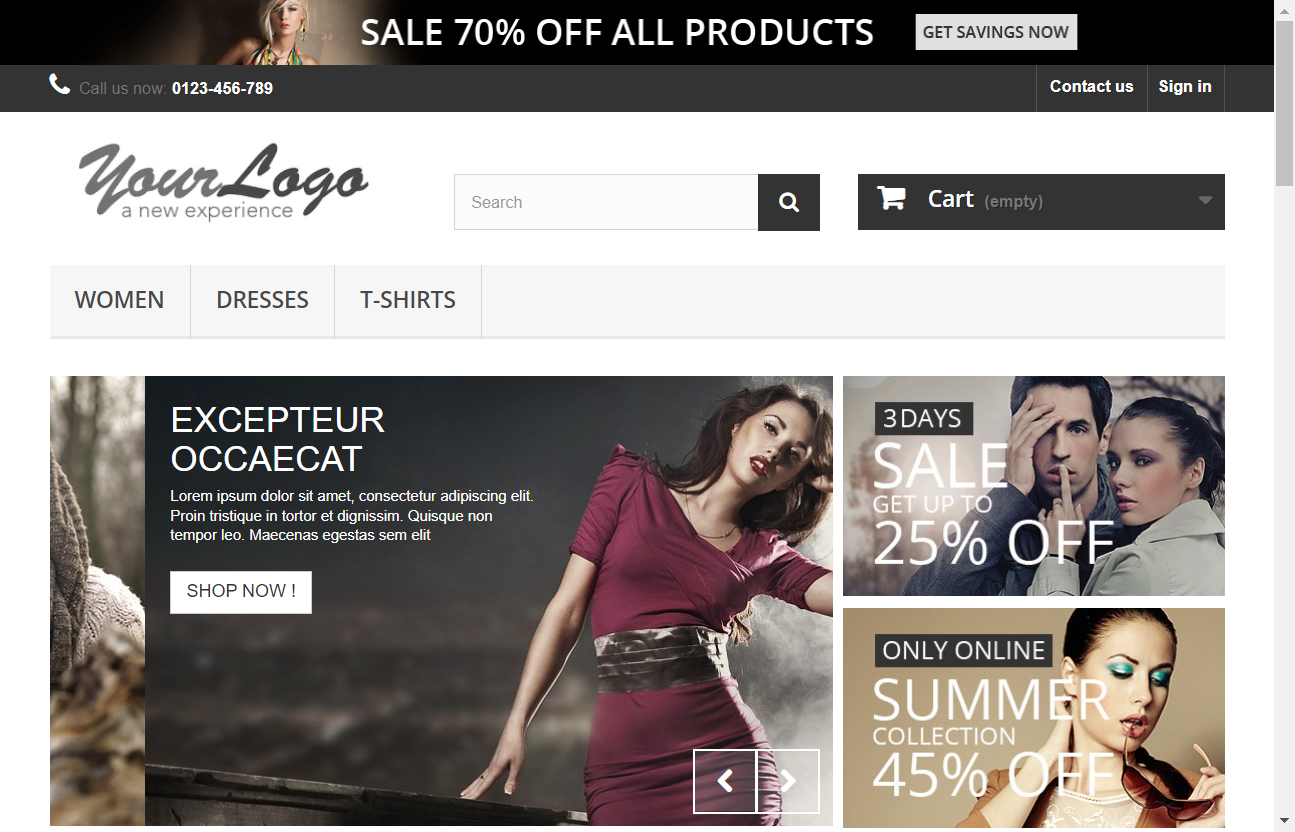 SALE 70% OFF ALL PRODUCTS
GET SAVINGS NOW
Call us now: 0123-456-789
Contact us
Sign in
YourLogo
a new experience
Search
Cart (empty)
WOMEN
DRESSES
T-SHIRTS
EXCEPTEUR
OCCAECAT
Lorem ipsum dolor sit amet, consectetur adipiscing elit.
Proin tristique in tortor et dignissim. Quisque non
tempor leo. Maecenas egestas sem elit
SHOP NOW !
3 DAYS
SALE
GET UP TO
25% OFF
ONLY ONLINE
SUMMER
COLLECTION
45% OFF